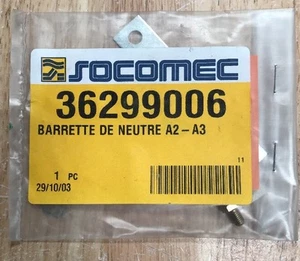 SOCOMEC
36299006
BARRETTE DE NEUTRE A2-A3
11
1 PC
29/10/03